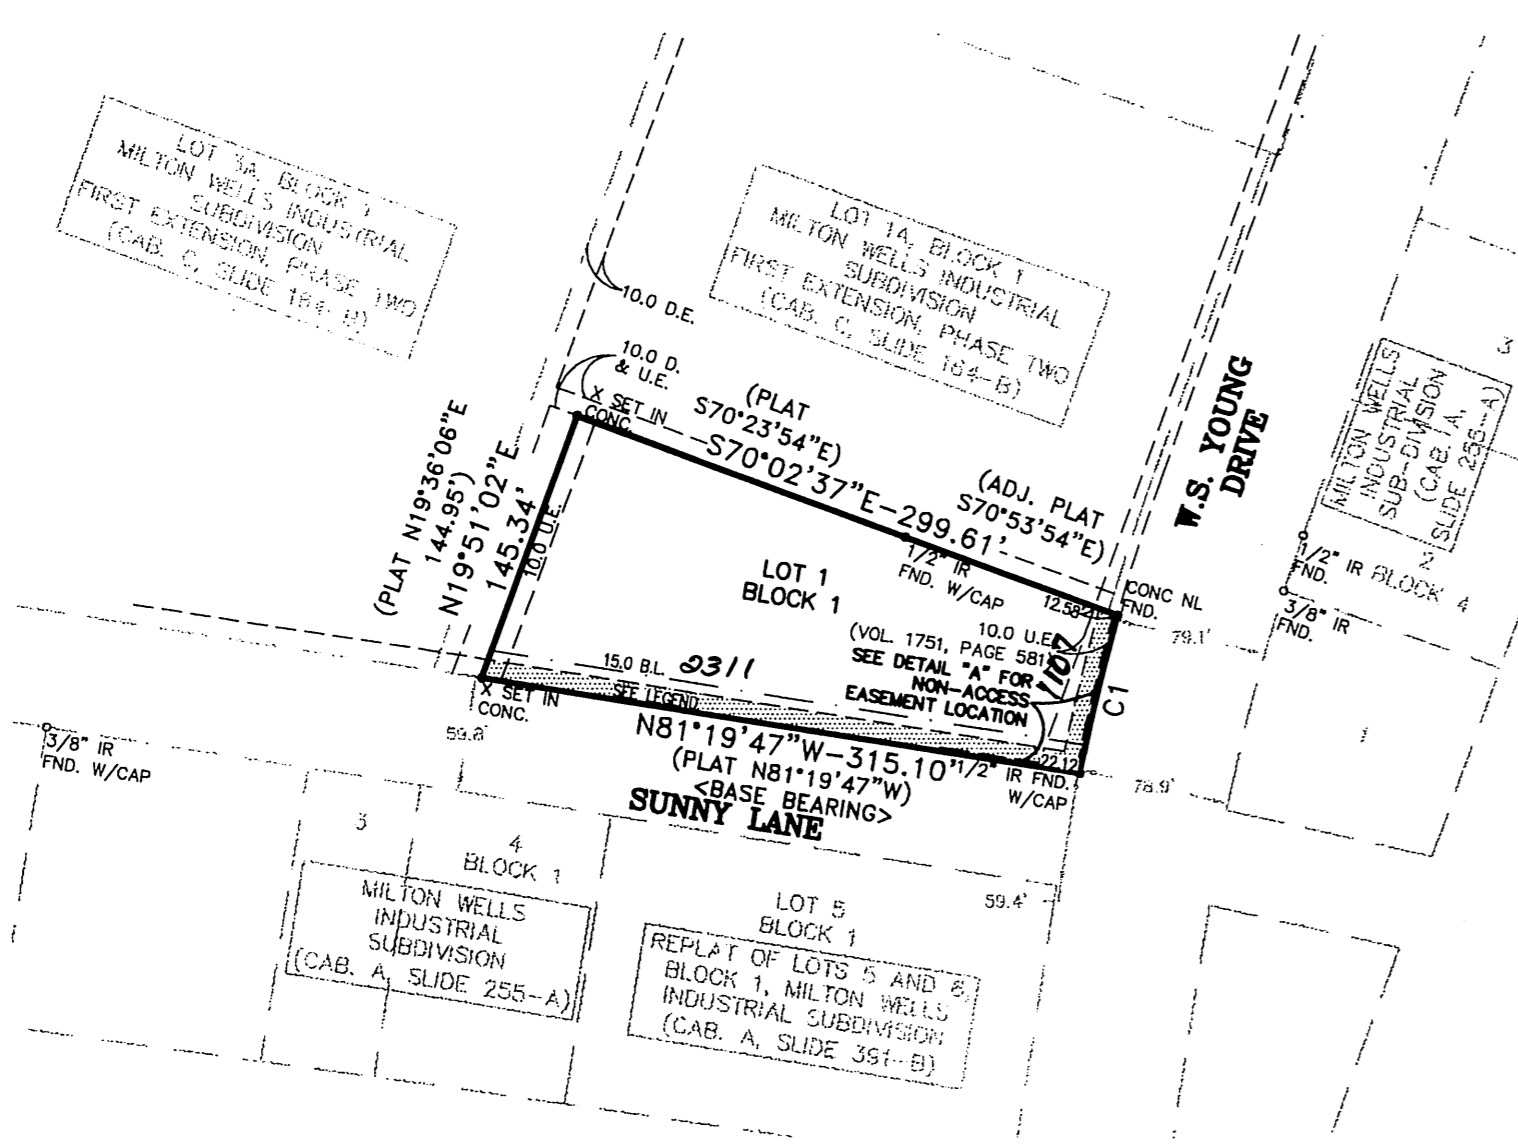 LOT 3A, BLOCK 1
MILTON WELLS INDUSTRIAL
SUBDIVISION
FIRST EXTENSION, PHASE TWO
(CAB. C, SLIDE 184-B)
LOT 1A, BLOCK 1
MILTON WELLS INDUSTRIAL
SUBDIVISION
FIRST EXTENSION, PHASE TWO
(CAB. C, SLIDE 184-B)
10.0 D.E.
10.0 D.
& U.E.
X SET IN
CONC.
(PLAT
S70°23'54"E)
S70°02'37"E-299.61'
(ADJ. PLAT
S70°53'54"E)
W.S. YOUNG
DRIVE
3
MILTON WELLS
INDUSTRIAL
SUB-DIVISION
(CAB. A,
SLIDE 255-A)
2
BLOCK 4
1/2" IR
FND.
3/8" IR
FND.
(PLAT N19°36'06"E
144.95')
N19°51'02"E
145.34'
10.0 U.E.
1/2" IR
FND. W/CAP
LOT 1
BLOCK 1
12.58'
CONC NL
FND.
79.1'
10.0 U.E.
(VOL. 1751, PAGE 581)
SEE DETAIL "A" FOR
NON-ACCESS
EASEMENT LOCATION
1107
C1
15.0 B.L.
2311
SEE LEGEND
X SET IN
CONC.
N81°19'47"W-315.10'
(PLAT N81°19'47"W)
<BASE BEARING>
SUNNY LANE
22.12'
1/2" IR FND.
W/CAP
78.9'
1
59.8'
3/8" IR
FND. W/CAP
3
4
BLOCK 1
MILTON WELLS
INDUSTRIAL
SUBDIVISION
(CAB. A, SLIDE 255-A)
59.4'
LOT 5
BLOCK 1
REPLAT OF LOTS 5 AND 6,
BLOCK 1, MILTON WELLS
INDUSTRIAL SUBDIVISION
(CAB. A, SLIDE 391-B)